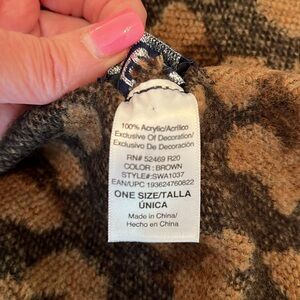 100% Acrylic/Acrílico
Exclusive Of Decoration/
Exclusivo De Decoración
RN# 52469 R20
COLOR : BROWN
STYLE#:SWA1037
EAN/UPC 193624760822
ONE SIZE/TALLA
ÚNICA
Made in China/
Hecho en China